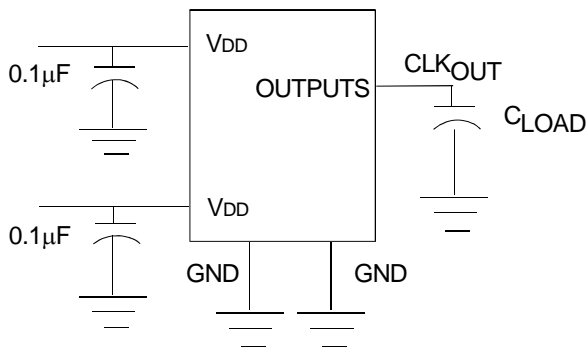 VDD
0.1μF
CLKOUT
OUTPUTS
CLOAD
VDD
0.1μF
GND
GND